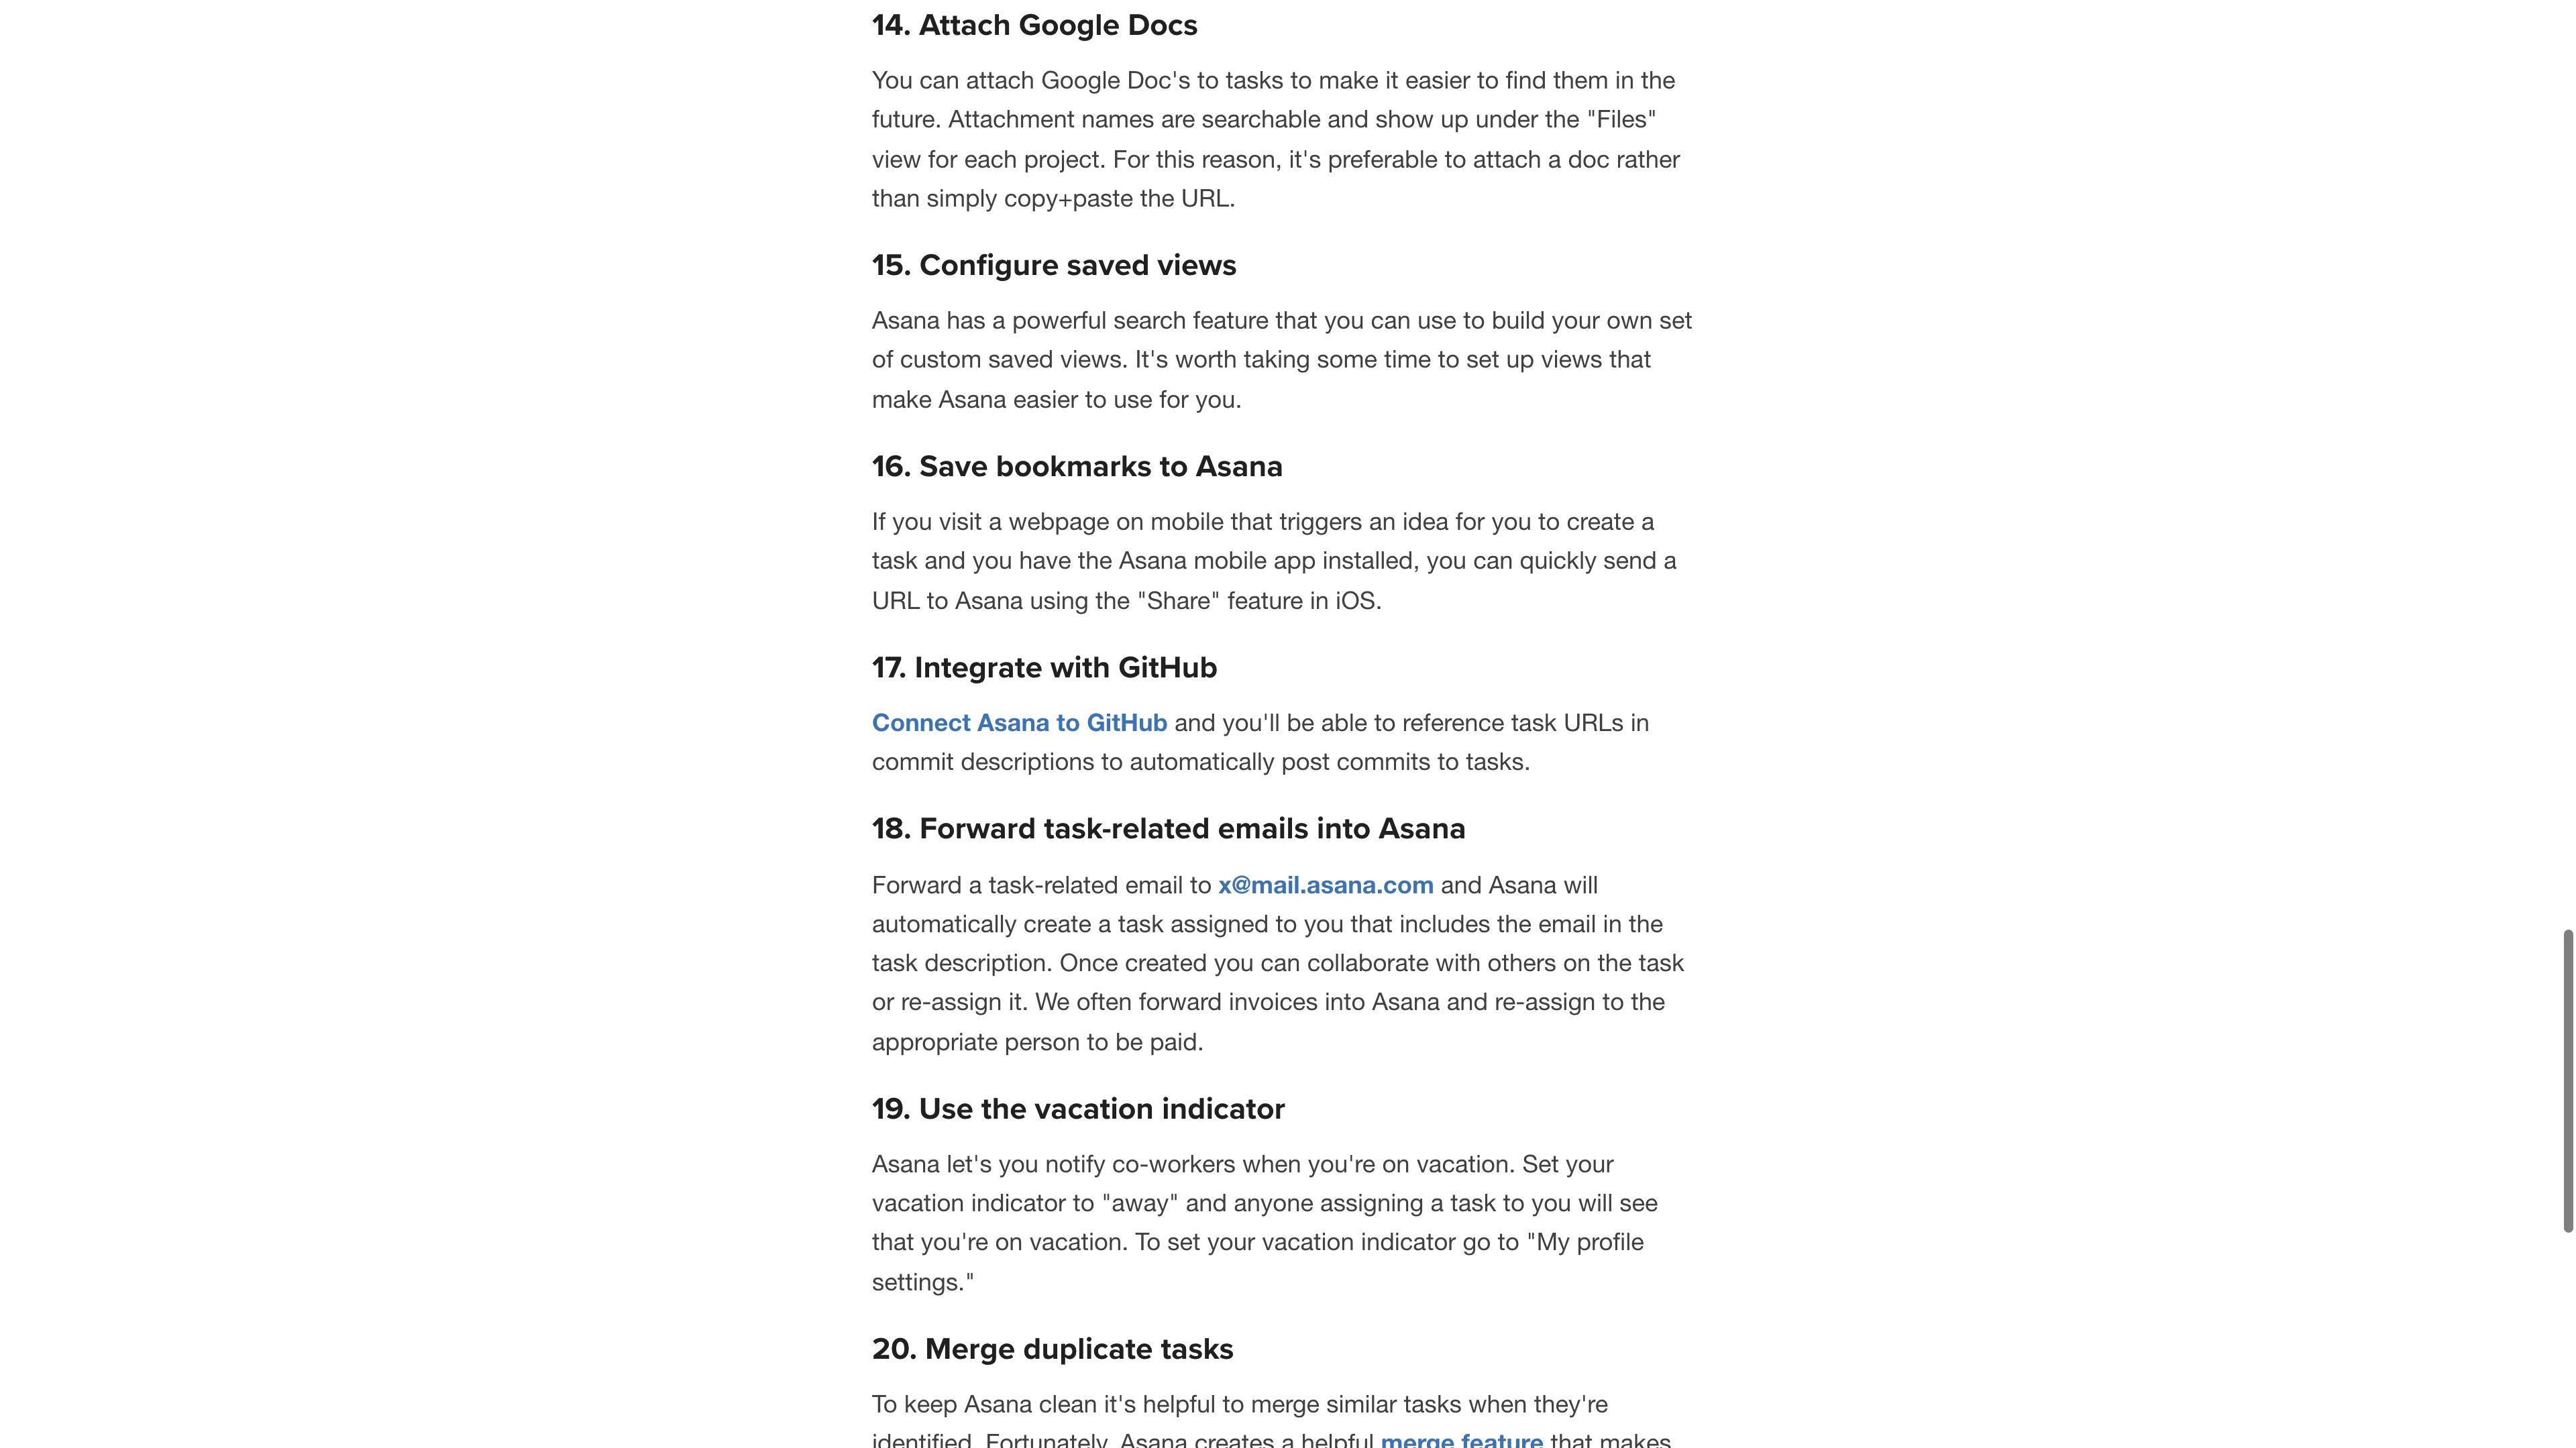 14. Attach Google Docs
You can attach Google Doc's to tasks to make it easier to find them in the
future. Attachment names are searchable and show up under the "Files"
view for each project. For this reason, it's preferable to attach a doc rather
than simply copy+paste the URL.
15. Configure saved views
Asana has a powerful search feature that you can use to build your own set
of custom saved views. It's worth taking some time to set up views that
make Asana easier to use for you.
16. Save bookmarks to Asana
If you visit a webpage on mobile that triggers an idea for you to create a
task and you have the Asana mobile app installed, you can quickly send a
URL to Asana using the "Share" feature in iOS.
17. Integrate with GitHub
Connect Asana to GitHub and you'll be able to reference task URLs in
commit descriptions to automatically post commits to tasks.
18. Forward task-related emails into Asana
Forward a task-related email to x@mail.asana.com and Asana will
automatically create a task assigned to you that includes the email in the
task description. Once created you can collaborate with others on the task
or re-assign it. We often forward invoices into Asana and re-assign to the
appropriate person to be paid.
19. Use the vacation indicator
Asana let's you notify co-workers when you're on vacation. Set your
vacation indicator to "away" and anyone assigning a task to you will see
that you're on vacation. To set your vacation indicator go to "My profile
settings."
20. Merge duplicate tasks
To keep Asana clean it's helpful to merge similar tasks when they're
identified. Fortunately, Asana creates a helpful merge feature that makes